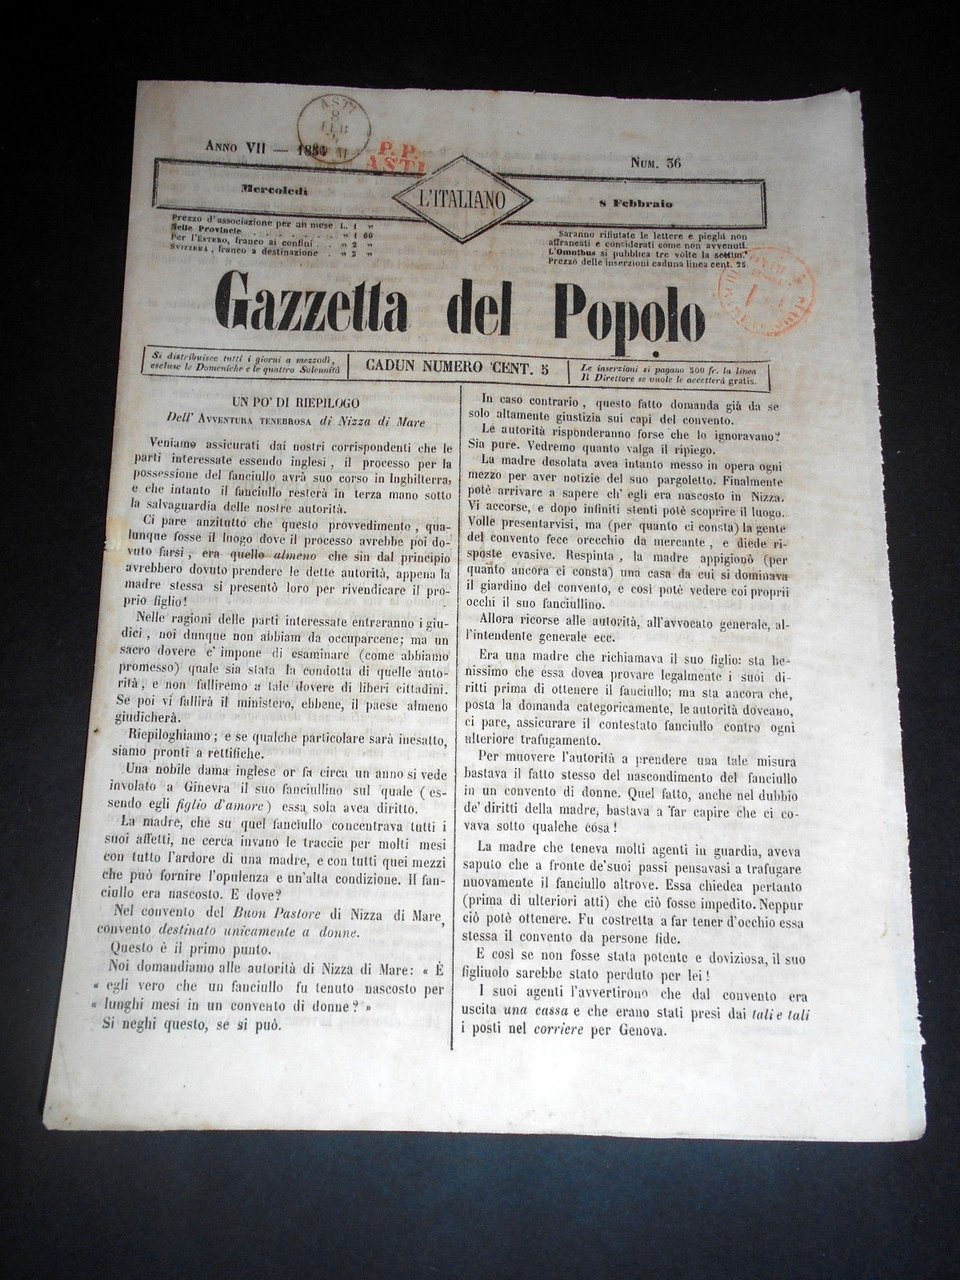 ASTI
8
FEB
P.P.
ASTI
ANNO VII — 1854
NUM. 36
Mercoledì
L'ITALIANO
8 Febbraio
Prezzo d'associazione per un mese L. 1 "
Nelle Provincie . . . . . . . . " 1 60
Per l'ESTERO, franco ai confini . . " 2 "
SVIZZERA, franco a destinazione . " 3 "
Saranno rifiutate le lettere e pieghi non
affrancati e considerati come non avvenuti.
L'Omnibus si pubblica tre volte la settim.ª
Prezzo delle inserzioni caduna linea cent. 25.
Gazzetta del Popolo
Si distribuisce tutti i giorni a mezzodì,
escluse le Domeniche e le quattro Solennità
CADUN NUMERO CENT. 5
Le inserzioni si pagano 500 fr. la linea
Il Direttore se vuole le accetterà gratis.
UN PO' DI RIEPILOGO
Dell' AVVENTURA TENEBROSA di Nizza di Mare
Veniamo assicurati dai nostri corrispondenti che le
parti interessate essendo inglesi, il processo per la
possessione del fanciullo avrà suo corso in Inghilterra,
e che intanto il fanciullo resterà in terza mano sotto
la salvaguardia delle nostre autorità.
Ci pare anzitutto che questo provvedimento, qua-
lunque fosse il luogo dove il processo avrebbe poi do-
vuto farsi, era quello almeno che sin dal principio
avrebbero dovuto prendere le dette autorità, appena la
madre stessa si presentò loro per rivendicare il pro-
prio figlio!
Nelle ragioni delle parti interessate entreranno i giu-
dici, noi dunque non abbiam da occuparcene; ma un
sacro dovere c'impone di esaminare (come abbiamo
promesso) quale sia stata la condotta di quelle auto-
rità, e non falliremo a tale dovere di liberi cittadini.
Se poi vi fallirà il ministero, ebbene, il paese almeno
giudicherà.
Riepiloghiamo; e se qualche particolare sarà inesatto,
siamo pronti a rettifiche.
Una nobile dama inglese or fa circa un anno si vede
involato a Ginevra il suo fanciullino sul quale (es-
sendo egli figlio d'amore) essa sola avea diritto.
La madre, che su quel fanciullo concentrava tutti i
suoi affetti, ne cerca invano le traccie per molti mesi
con tutto l'ardore di una madre, e con tutti quei mezzi
che può fornire l'opulenza e un'alta condizione. Il fan-
ciullo era nascosto. E dove?
Nel convento del Buon Pastore di Nizza di Mare,
convento destinato unicamente a donne.
Questo è il primo punto.
Noi domandiamo alle autorità di Nizza di Mare: « È
« egli vero che un fanciullo fu tenuto nascosto per
« lunghi mesi in un convento di donne? »
Si neghi questo, se si può.
In caso contrario, questo fatto domanda già da se
solo altamente giustizia sui capi del convento.
Le autorità risponderanno forse che lo ignoravano?
Sia pure. Vedremo quanto valga il ripiego.
La madre desolata avea intanto messo in opera ogni
mezzo per aver notizie del suo pargoletto. Finalmente
potè arrivare a sapere ch'egli era nascosto in Nizza.
Vi accorse, e dopo infiniti stenti potè scoprire il luogo.
Volle presentarvisi, ma (per quanto ci consta) la gente
del convento fece orecchio da mercante, e diede ri-
sposte evasive. Respinta, la madre appigionò (per
quanto ancora ci consta) una casa da cui si dominava
il giardino del convento, e così potè vedere coi proprii
occhi il suo fanciullino.
Allora ricorse alle autorità, all'avvocato generale, al-
l'intendente generale ecc.
Era una madre che richiamava il suo figlio: sta be-
nissimo che essa dovea provare legalmente i suoi di-
ritti prima di ottenere il fanciullo; ma sta ancora che,
posta la domanda categoricamente, le autorità doveano,
ci pare, assicurare il contestato fanciullo contro ogni
ulteriore trafugamento.
Per muovere l'autorità a prendere una tale misura
bastava il fatto stesso del nascondimento del fanciullo
in un convento di donne. Quel fatto, anche nel dubbio
de' diritti della madre, bastava a far capire che ci co-
vava sotto qualche cosa!
La madre che teneva molti agenti in guardia, aveva
saputo che a fronte de'suoi passi pensavasi a trafugare
nuovamente il fanciullo altrove. Essa chiedea pertanto
(prima di ulteriori atti) che ciò fosse impedito. Neppur
ciò potè ottenere. Fu costretta a far tener d'occhio essa
stessa il convento da persone fide.
E così se non fosse stata potente e doviziosa, il suo
figliuolo sarebbe stato perduto per lei!
I suoi agenti l'avvertirono che dal convento era
uscita una cassa e che erano stati presi dai tali e tali
i posti nel corriere per Genova.